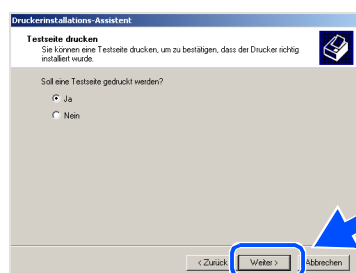 Druckerinstallations-Assistent
Testseite drucken
Sie können eine Testseite drucken, um zu bestätigen, dass der Drucker richtig
installiert wurde.
Soll eine Testseite gedruckt werden?
Ja
Nein
< Zurück
Weiter >
Abbrechen